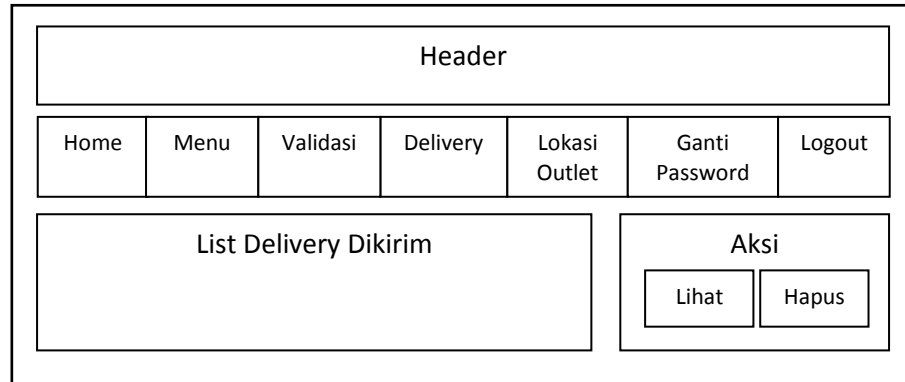 Header
Home Menu Validasi Delivery Lokasi Outlet Ganti Password Logout
List Delivery Dikirim
Aksi
Lihat Hapus